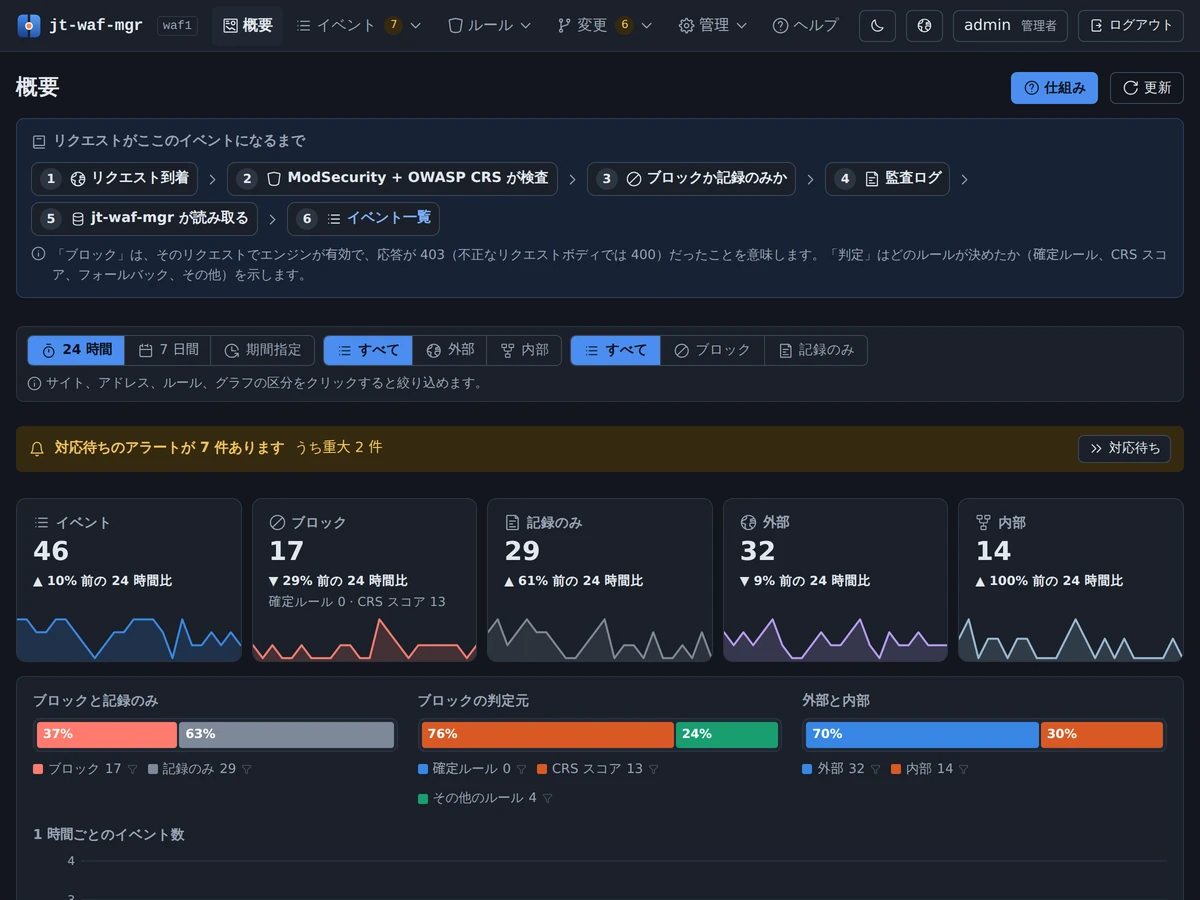 jt-waf-mgr waf1 概要 イベント 7 ルール 変更 6 管理 ヘルプ admin 管理者 ログアウト
概要 仕組み 更新
リクエストがここのイベントになるまで
1 リクエスト到着 2 ModSecurity + OWASP CRS が検査 3 ブロックか記録のみか 4 監査ログ
5 jt-waf-mgr が読み取る 6 イベント一覧
「ブロック」は、そのリクエストでエンジンが有効で、応答が 403（不正なリクエストボディでは 400）だったことを意味します。「判定」はどのルールが決めたか（確定ルール、CRS スコ
ア、フォールバック、その他）を示します。
24 時間 7 日間 期間指定 すべて 外部 内部 すべて ブロック 記録のみ
サイト、アドレス、ルール、グラフの区分をクリックすると絞り込めます。
対応待ちのアラートが 7 件あります うち重大 2 件 対応待ち
イベント ブロック 記録のみ 外部 内部
46 17 29 32 14
▲ 10% 前の 24 時間比 ▼ 29% 前の 24 時間比 ▲ 61% 前の 24 時間比 ▼ 9% 前の 24 時間比 ▲ 100% 前の 24 時間比
確定ルール 0 · CRS スコア 13
ブロックと記録のみ ブロックの判定元 外部と内部
37% 63% 76% 24% 70% 30%
ブロック 17 記録のみ 29 確定ルール 0 CRS スコア 13 外部 32 内部 14
その他のルール 4
1 時間ごとのイベント数
4
3